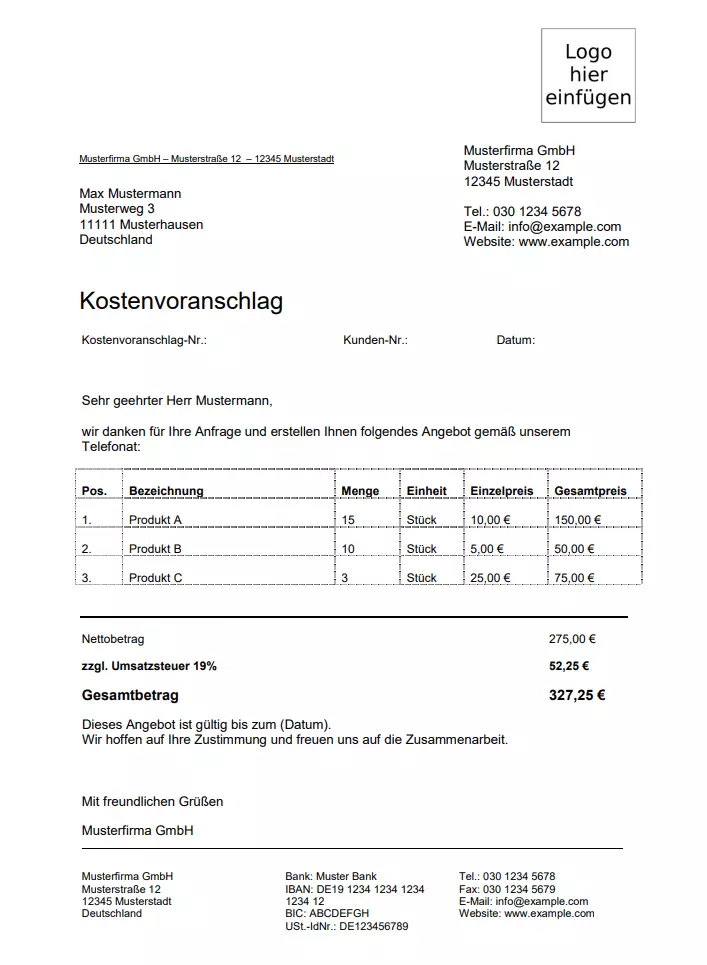 Logo
hier
einfügen
Musterfirma GmbH – Musterstraße 12 – 12345 Musterstadt
Musterfirma GmbH
Musterstraße 12
12345 Musterstadt
Max Mustermann
Musterweg 3
11111 Musterhausen
Deutschland
Tel.: 030 1234 5678
E-Mail: info@example.com
Website: www.example.com
Kostenvoranschlag
Kostenvoranschlag-Nr.: Kunden-Nr.: Datum:
Sehr geehrter Herr Mustermann,
wir danken für Ihre Anfrage und erstellen Ihnen folgendes Angebot gemäß unserem
Telefonat:
Pos. Bezeichnung Menge Einheit Einzelpreis Gesamtpreis
1. Produkt A 15 Stück 10,00 € 150,00 €
2. Produkt B 10 Stück 5,00 € 50,00 €
3. Produkt C 3 Stück 25,00 € 75,00 €
Nettobetrag 275,00 €
zzgl. Umsatzsteuer 19% 52,25 €
Gesamtbetrag 327,25 €
Dieses Angebot ist gültig bis zum (Datum).
Wir hoffen auf Ihre Zustimmung und freuen uns auf die Zusammenarbeit.
Mit freundlichen Grüßen
Musterfirma GmbH
Musterfirma GmbH
Musterstraße 12
12345 Musterstadt
Deutschland
Bank: Muster Bank
IBAN: DE19 1234 1234 1234
1234 12
BIC: ABCDEFGH
USt.-IdNr.: DE123456789
Tel.: 030 1234 5678
Fax: 030 1234 5679
E-Mail: info@example.com
Website: www.example.com